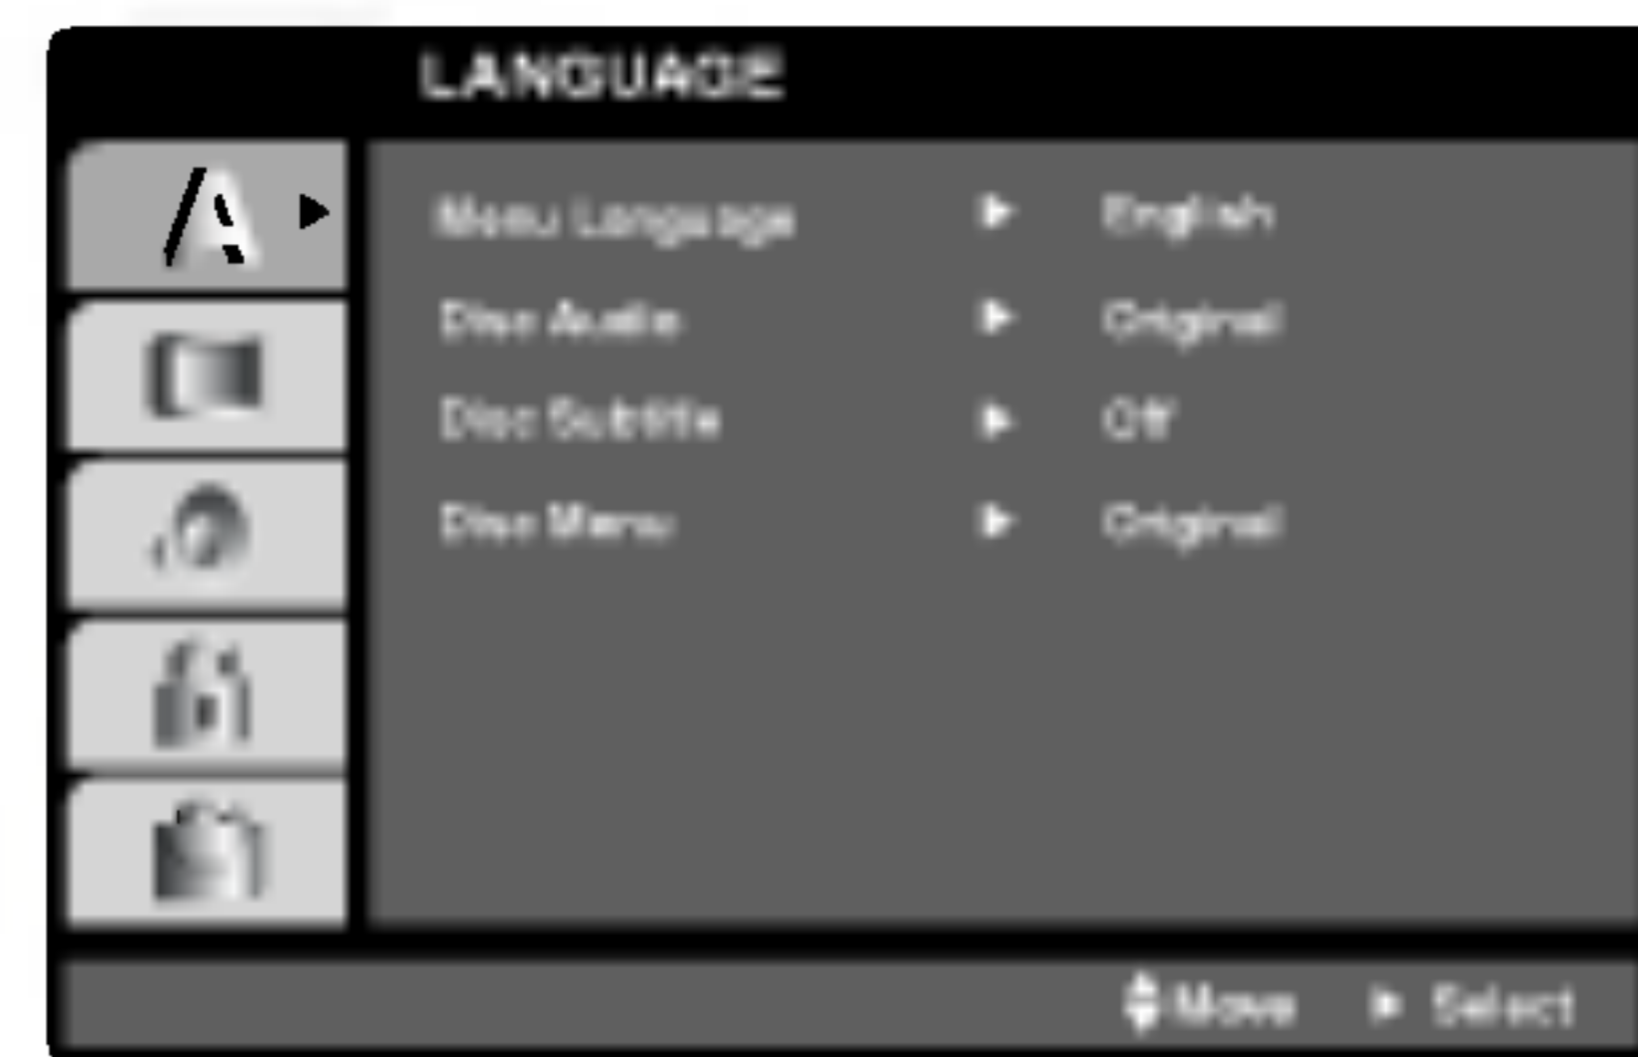 LANGUAGE
Menu Language ► English
Disc Audio ► Original
Disc Subtitle ► Off
Disc Menu ► Original
Move ► Select